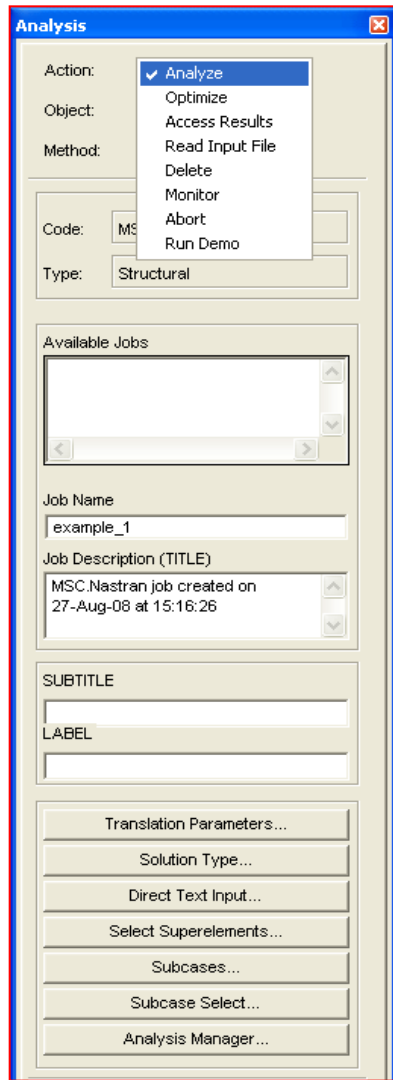 Analysis
Action:
Analyze
Optimize
Object:
Access Results
Method:
Read Input File
Delete
Monitor
Abort
Run Demo
Code:
Type:
Structural
Available Jobs
Job Name
example_1
Job Description (TITLE)
MSC.Nastran job created on
27-Aug-08 at 15:16:26
SUBTITLE
LABEL
Translation Parameters...
Solution Type...
Direct Text Input...
Select Superelements...
Subcases...
Subcase Select...
Analysis Manager...